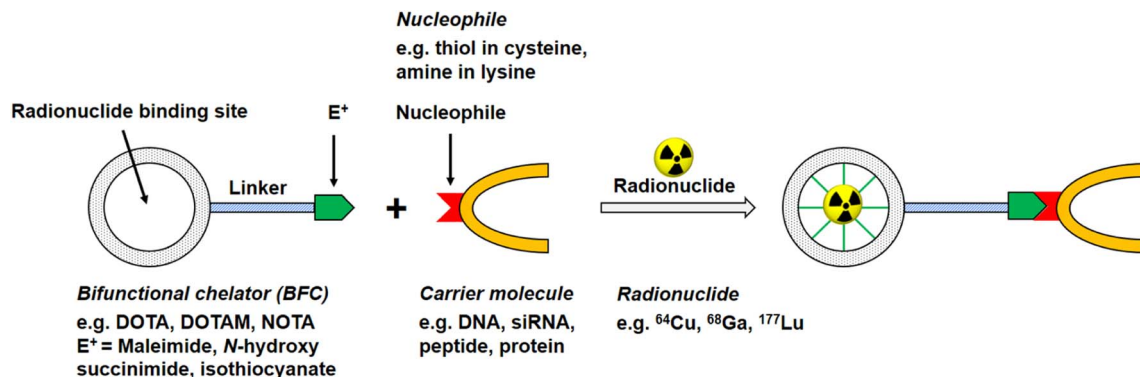 Nucleophile
e.g. thiol in cysteine,
amine in lysine
Radionuclide binding site
E⁺
Nucleophile
Linker
+
Radionuclide
Bifunctional chelator (BFC)
e.g. DOTA, DOTAM, NOTA
E⁺ = Maleimide, N-hydroxy
succinimide, isothiocyanate
Carrier molecule
e.g. DNA, siRNA,
peptide, protein
Radionuclide
e.g. ⁶⁴Cu, ⁶⁸Ga, ¹⁷⁷Lu